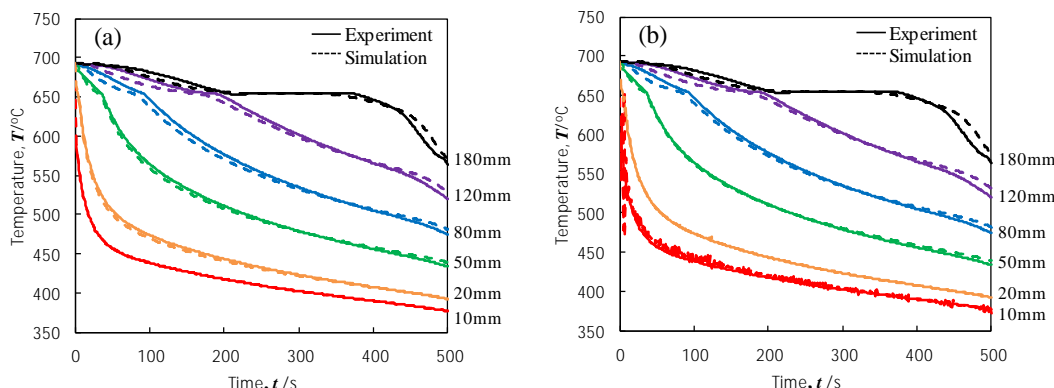 (a)
Experiment
Simulation
750
700
650
600
550
500
450
400
350
Temperature, T/°C
0 100 200 300 400 500
Time, t /s
180mm
120mm
80mm
50mm
20mm
10mm
(b)
Experiment
Simulation
750
700
650
600
550
500
450
400
350
Temperature, T/°C
0 100 200 300 400 500
Time, t /s
180mm
120mm
80mm
50mm
20mm
10mm